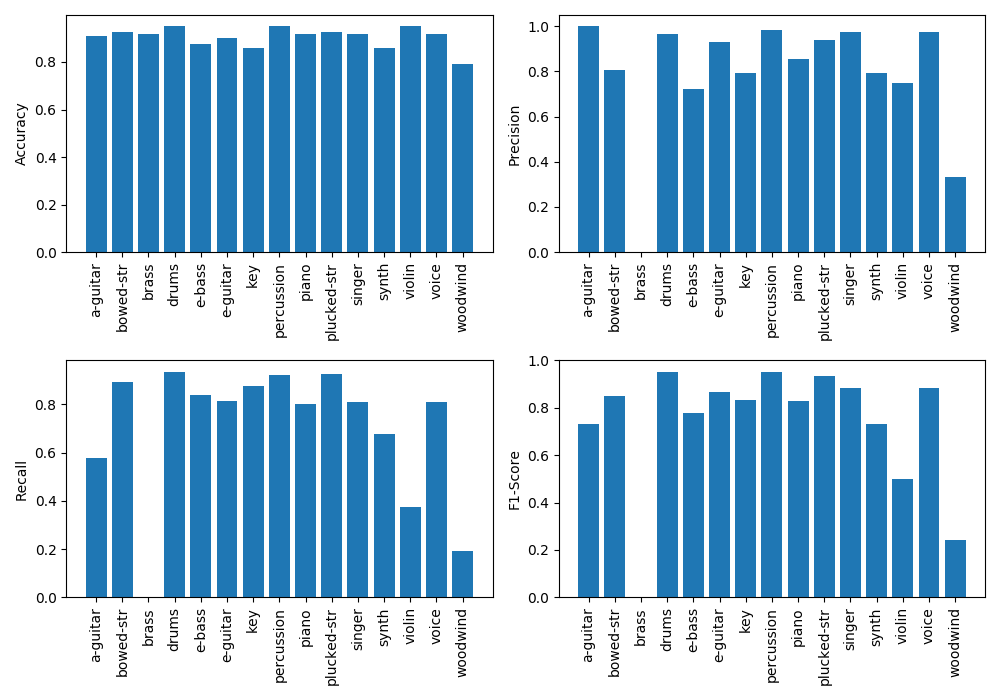 Accuracy
0.8
0.6
0.4
0.2
0.0
a-guitar
bowed-str
brass
drums
e-bass
e-guitar
key
percussion
piano
plucked-str
singer
synth
violin
voice
woodwind
Precision
1.0
0.8
0.6
0.4
0.2
0.0
a-guitar
bowed-str
brass
drums
e-bass
e-guitar
key
percussion
piano
plucked-str
singer
synth
violin
voice
woodwind
Recall
0.8
0.6
0.4
0.2
0.0
a-guitar
bowed-str
brass
drums
e-bass
e-guitar
key
percussion
piano
plucked-str
singer
synth
violin
voice
woodwind
F1-Score
1.0
0.8
0.6
0.4
0.2
0.0
a-guitar
bowed-str
brass
drums
e-bass
e-guitar
key
percussion
piano
plucked-str
singer
synth
violin
voice
woodwind